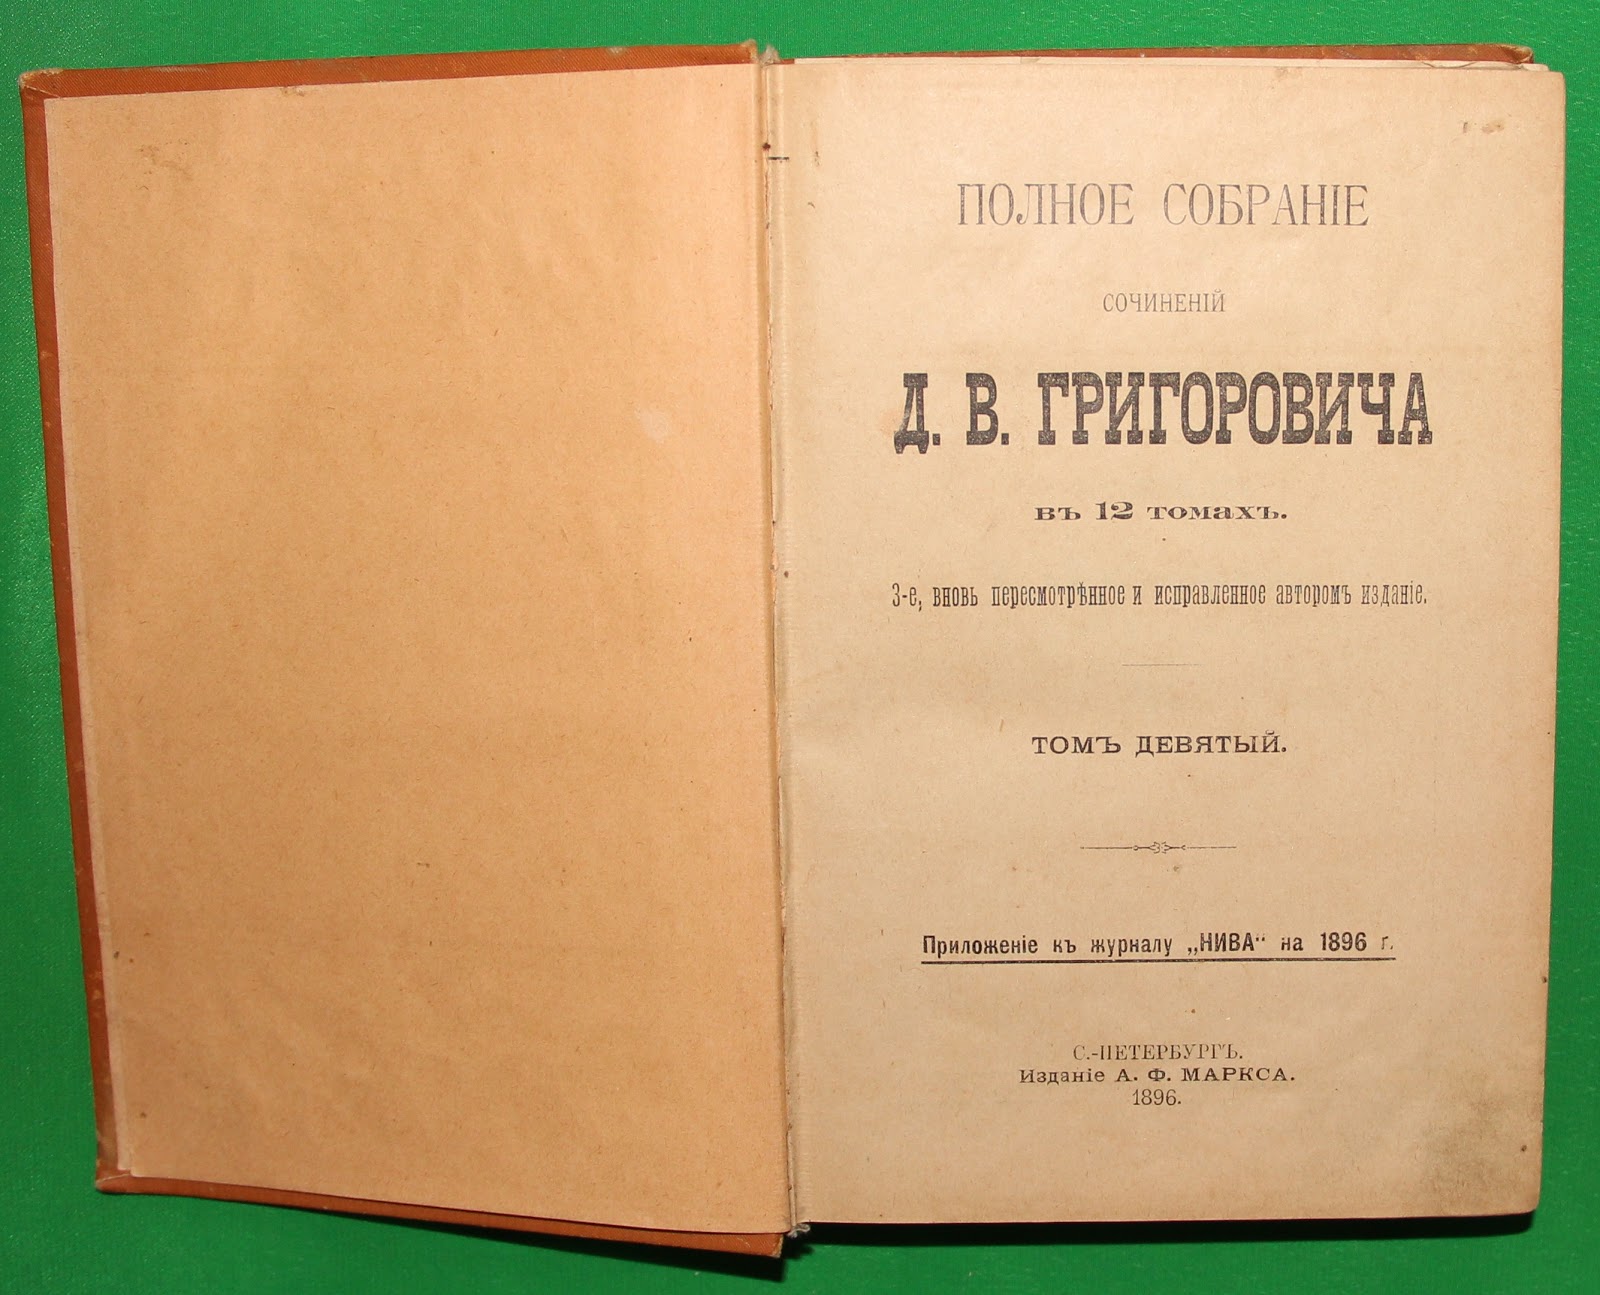 ПОЛНОЕ СОБРАНІЕ
СОЧИНЕНІЙ
Д. В. ГРИГОРОВИЧА
въ 12 томахъ.
3-е, вновь пересмотрѣнное и исправленное авторомъ изданіе.
ТОМЪ ДЕВЯТЫЙ.
Приложеніе къ журналу „НИВА“ на 1896 г.
С.-ПЕТЕРБУРГЪ.
Изданіе А. Ф. МАРКСА.
1896.